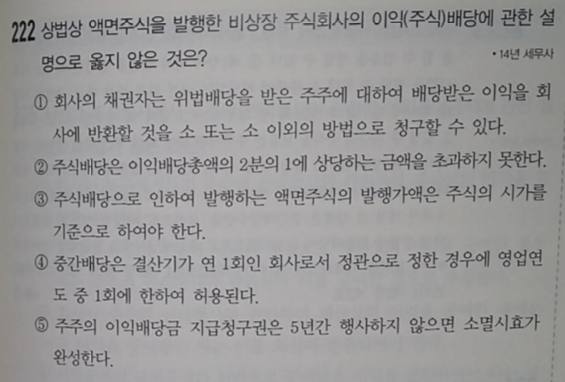 222 상법상 액면주식을 발행한 비상장 주식회사의 이익(주식)배당에 관한 설
명으로 옳지 않은 것은? •14년 세무사
① 회사의 채권자는 위법배당을 받은 주주에 대하여 배당받은 이익을 회
사에 반환할 것을 소 또는 소 이외의 방법으로 청구할 수 있다.
② 주식배당은 이익배당총액의 2분의 1에 상당하는 금액을 초과하지 못한다.
③ 주식배당으로 인하여 발행하는 액면주식의 발행가액은 주식의 시가를
기준으로 하여야 한다.
④ 중간배당은 결산기가 연 1회인 회사로서 정관으로 정한 경우에 영업연
도 중 1회에 한하여 허용된다.
⑤ 주주의 이익배당금 지급청구권은 5년간 행사하지 않으면 소멸시효가
완성한다.